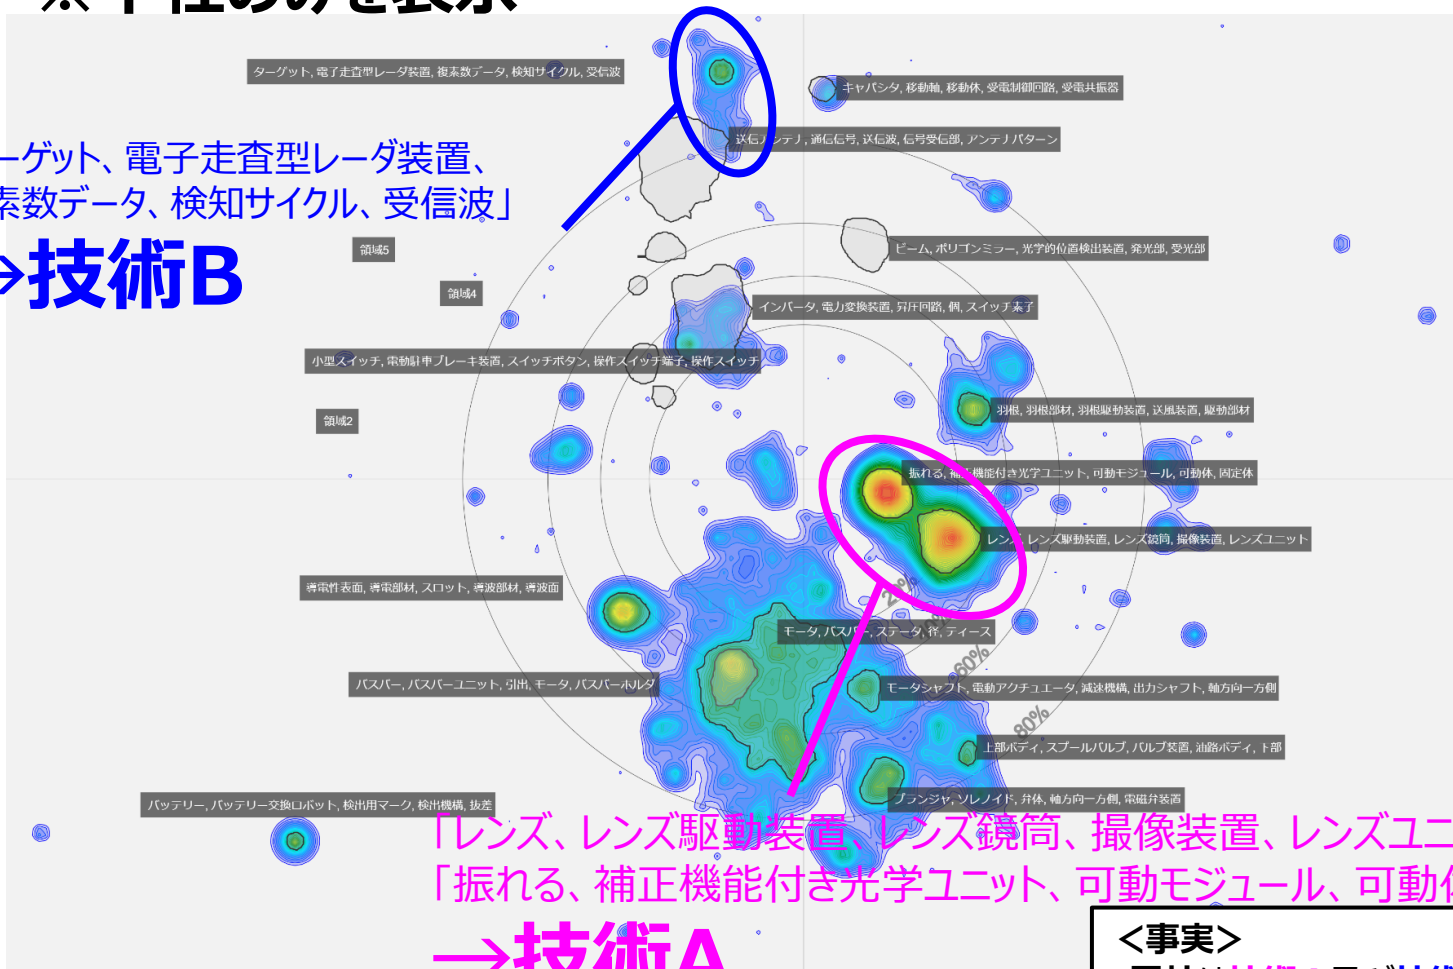 ターゲット, 電子走査型レーダ装置, 複素数データ, 検知サイクル, 受信波
キャパシタ, 移動軸, 移動体, 受電制御回路, 受電共振器
送信アンテナ, 通信信号, 送信波, 信号受信部, アンテナパターン
ーゲット、電子走査型レーダ装置、
素数データ、検知サイクル、受信波」
→技術B
領域5
ビーム, ポリゴンミラー, 光学的位置検出装置, 発光部, 受光部
領域4
インバータ, 電力変換装置, 昇圧回路, 個, スイッチ素子
小型スイッチ, 電動駐車ブレーキ装置, スイッチボタン, 操作スイッチ端子, 操作スイッチ
領域2
羽根, 羽根部材, 羽根駆動装置, 送風装置, 駆動部材
振れる, 補正機能付き光学ユニット, 可動モジュール, 可動体, 固定体
レンズ, レンズ駆動装置, レンズ鏡筒, 撮像装置, レンズユニット
導電性表面, 導電部材, スロット, 導波部材, 導波面
20%
モータ, バスバー, ステータ, 径, ティース
60%
バスバー, バスバーユニット, 引出, モータ, バスバーホルダ
モータシャフト, 電動アクチュエータ, 減速機構, 出力シャフト, 軸方向一方側
80%
上部ボディ, スプールバルブ, バルブ装置, 油路ボディ, 下部
プランジャ, ソレノイド, 弁体, 軸方向一方側, 電磁弁装置
バッテリー, バッテリー交換ロボット, 検出用マーク, 検出機構, 抜差
「レンズ、レンズ駆動装置、レンズ鏡筒、撮像装置、レンズユニ
「振れる、補正機能付き光学ユニット、可動モジュール、可動体
→技術A
＜事実＞